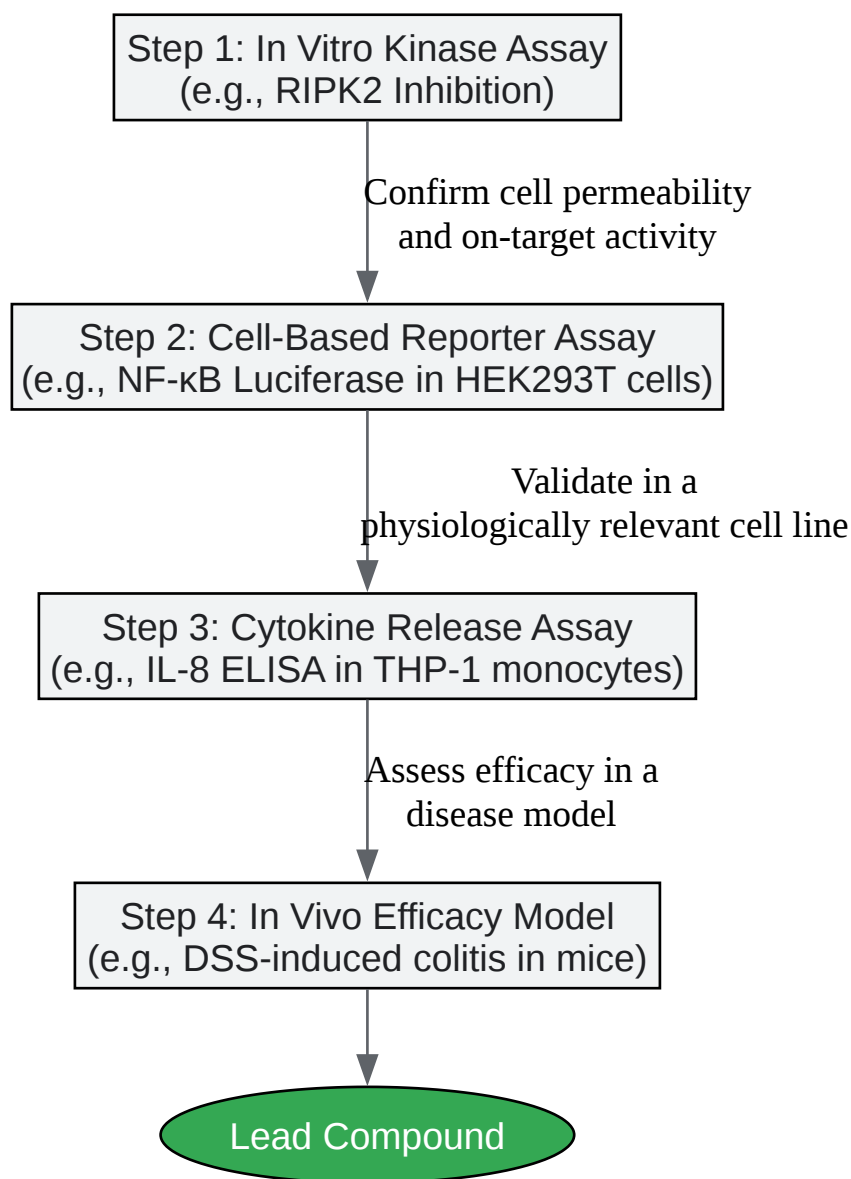 Step 1: In Vitro Kinase Assay
(e.g., RIPK2 Inhibition)
Confirm cell permeability
and on-target activity
Step 2: Cell-Based Reporter Assay
(e.g., NF-κB Luciferase in HEK293T cells)
Validate in a
physiologically relevant cell line
Step 3: Cytokine Release Assay
(e.g., IL-8 ELISA in THP-1 monocytes)
Assess efficacy in a
disease model
Step 4: In Vivo Efficacy Model
(e.g., DSS-induced colitis in mice)
Lead Compound